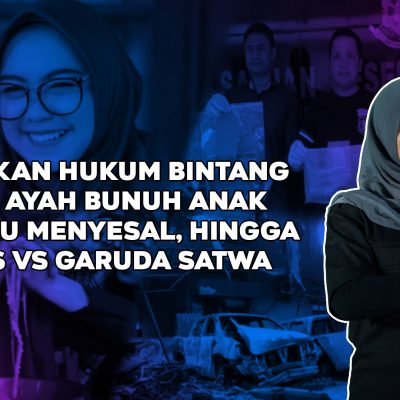 KAN HUKUM BINTANG
AYAH BUNUH ANAK
U MENYESAL, HINGGA
S VS GARUDA SATWA